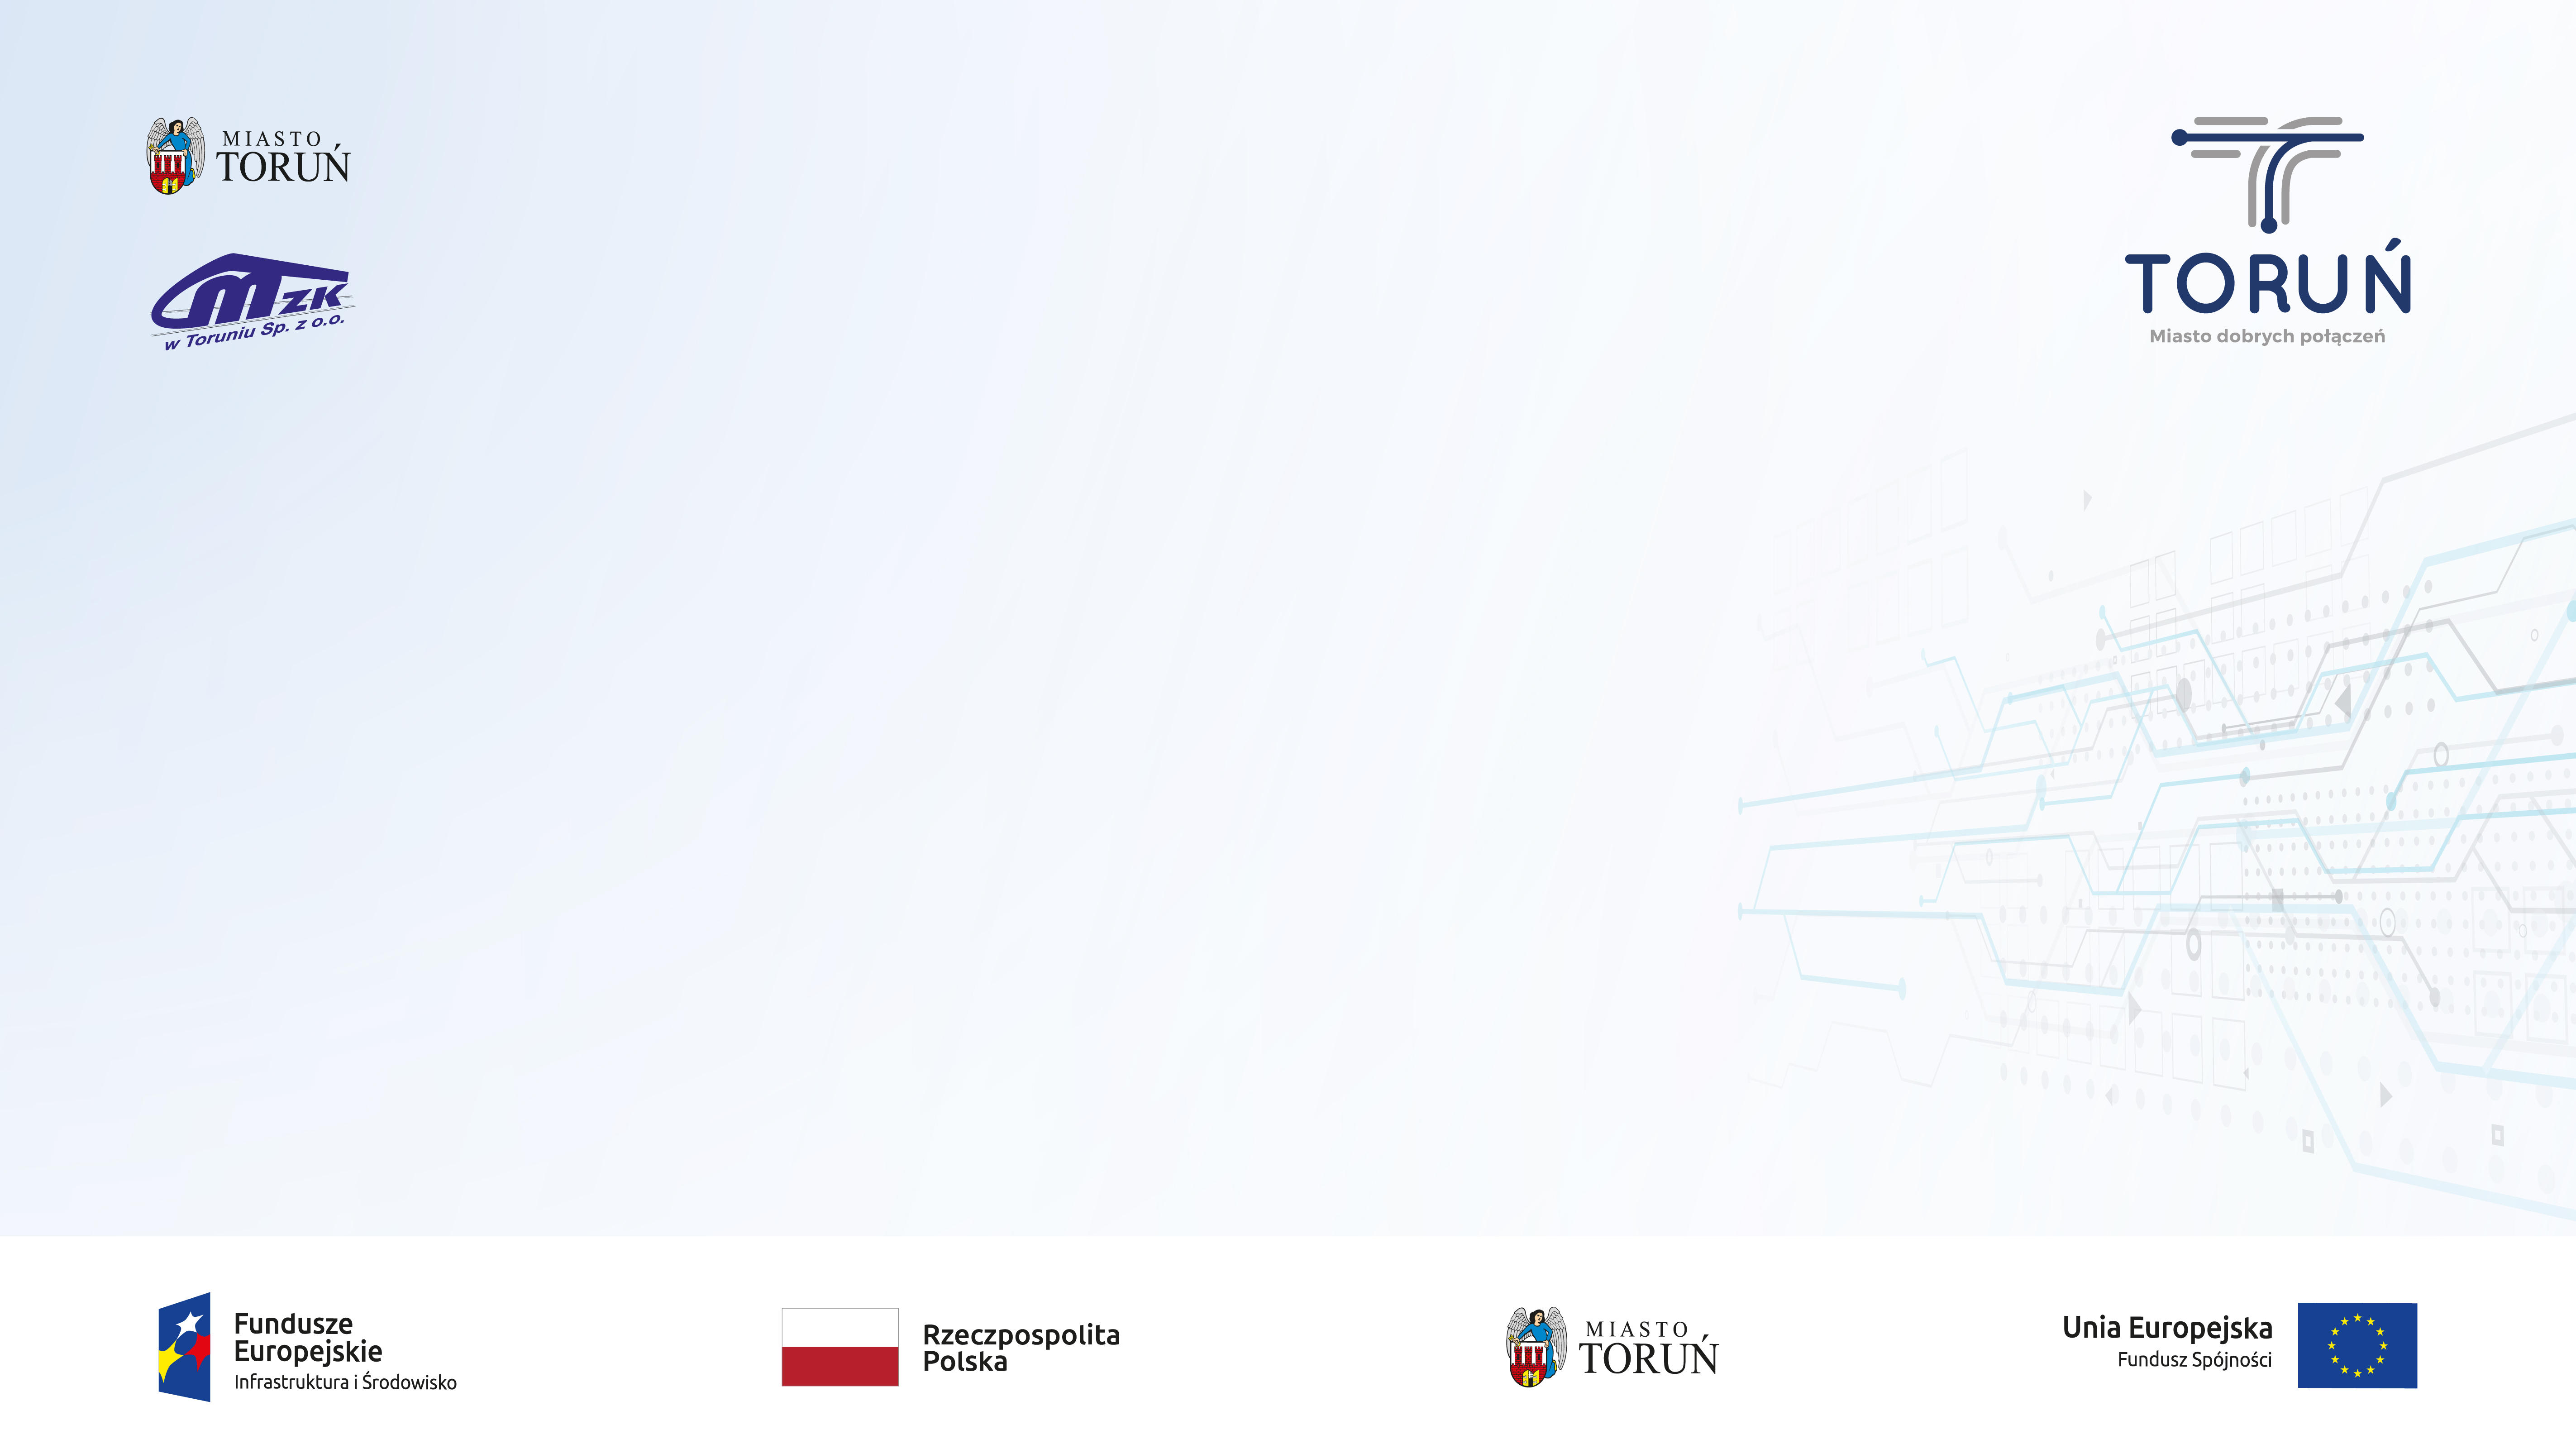 MIASTO
TORUŃ
MZK
w Toruniu Sp. z o.o.
TORUŃ
Miasto dobrych połączeń
Fundusze
Europejskie
Infrastruktura i Środowisko
Rzeczpospolita
Polska
MIASTO
TORUŃ
Unia Europejska
Fundusz Spójności